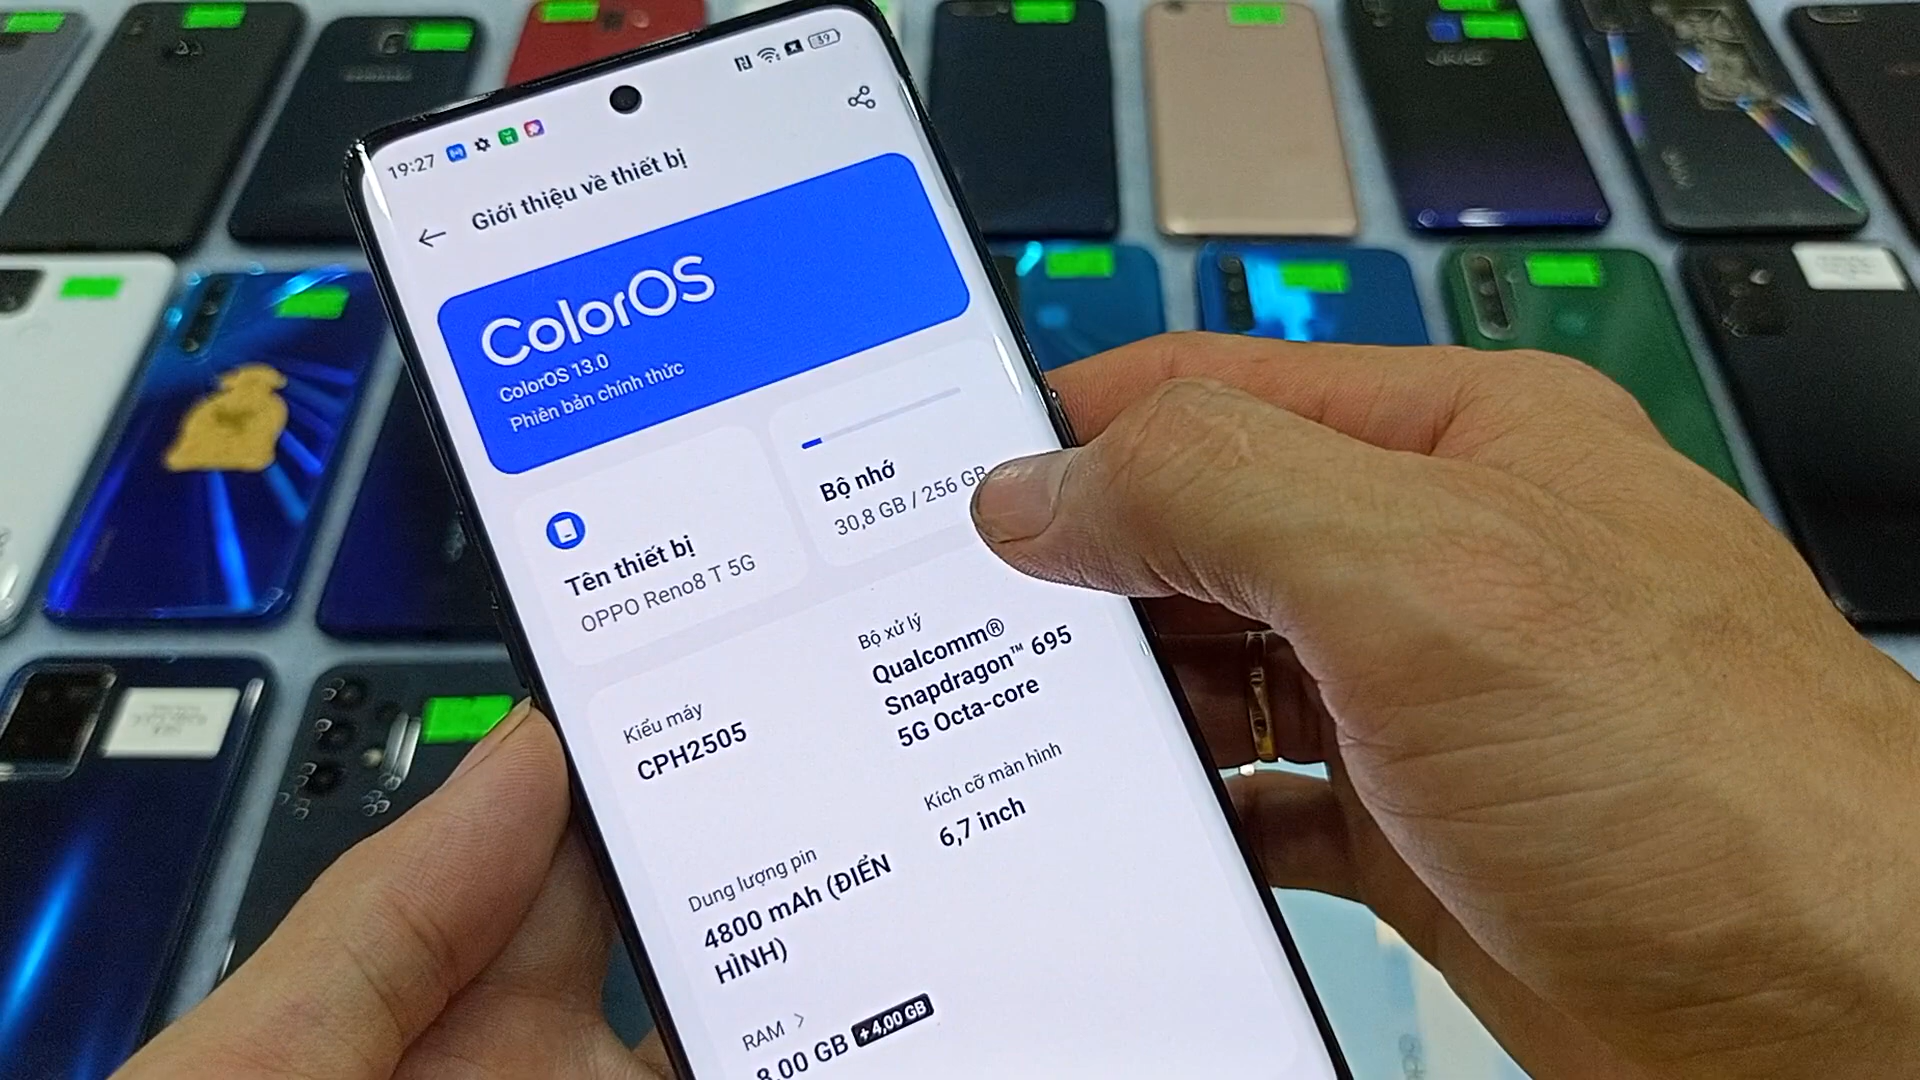 19:27
39
Giới thiệu về thiết bị
ColorOS
ColorOS 13.0
Phiên bản chính thức
Tên thiết bị
OPPO Reno8 T 5G
Bộ nhớ
30,8 GB / 256 GB
Kiểu máy
CPH2505
Bộ xử lý
Qualcomm®
Snapdragon™ 695
5G Octa-core
Dung lượng pin
4800 mAh (ĐIỂN
HÌNH)
Kích cỡ màn hình
6,7 inch
RAM
8,00 GB +4,00 GB
SAMSUNG